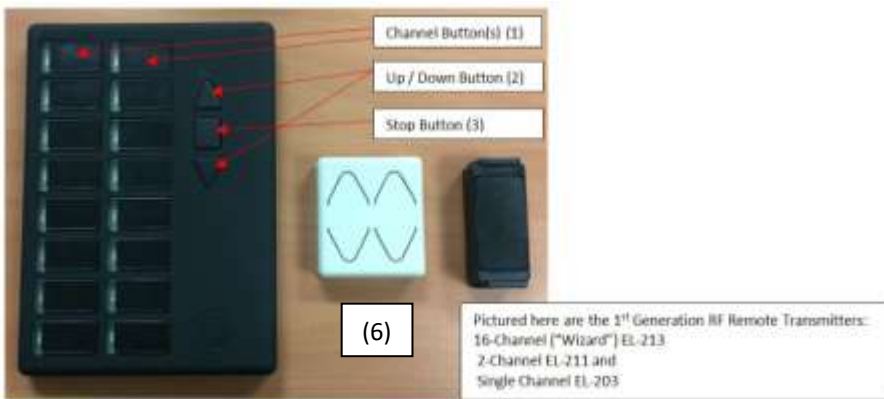 Channel Button(s) (1)
Up / Down Button (2)
Stop Button (3)
(6)
Pictured here are the 1st Generation RF Remote Transmitters:
16-Channel ("Wizard") EL-213
2-Channel EL-211 and
Single Channel EL-203